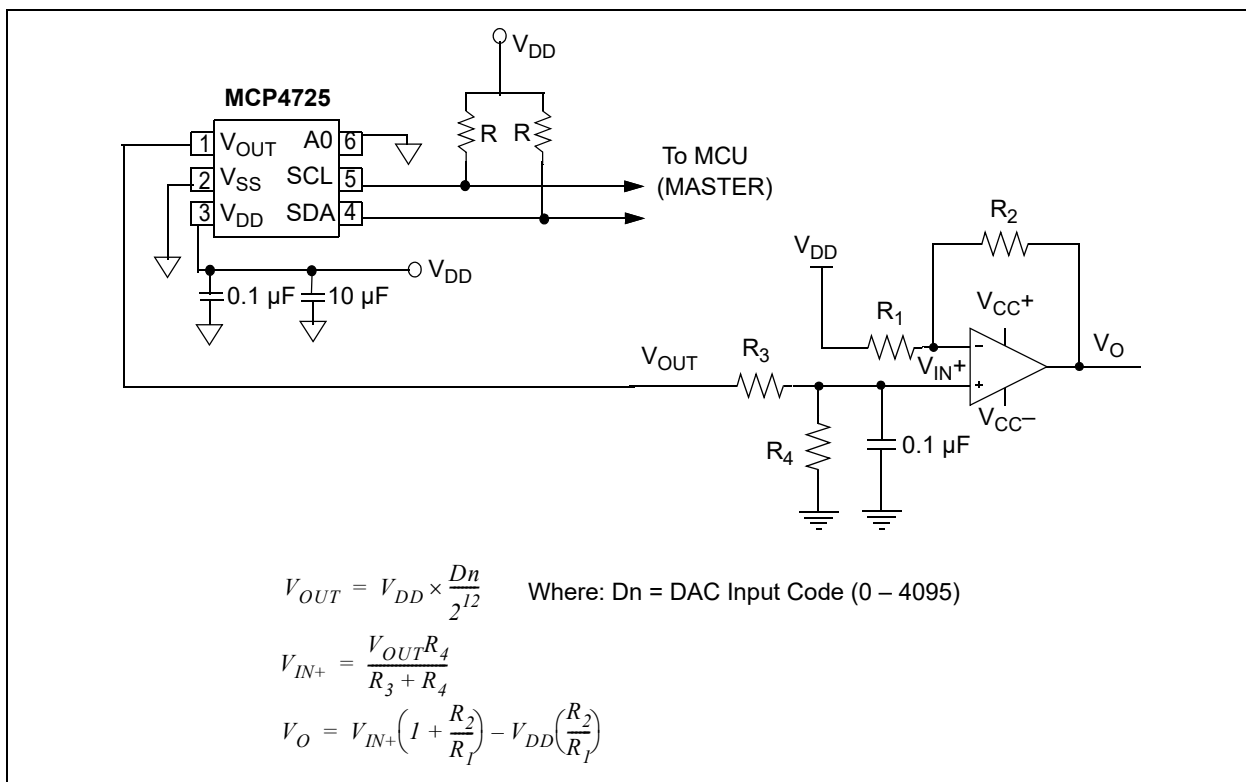 V_DD
MCP4725
1 V_OUT A0 6
2 V_SS SCL 5
3 V_DD SDA 4
R R
To MCU
(MASTER)
V_DD
0.1 µF 10 µF
V_DD
R_2
R_1
V_CC+
V_IN+
V_O
V_CC–
V_OUT
R_3
R_4
0.1 µF
-
+
V_OUT = V_DD × Dn / 2^12 Where: Dn = DAC Input Code (0 – 4095)
V_IN+ = V_OUT R_4 / R_3 + R_4
V_O = V_IN+ (1 + R_2 / R_1) – V_DD (R_2 / R_1)